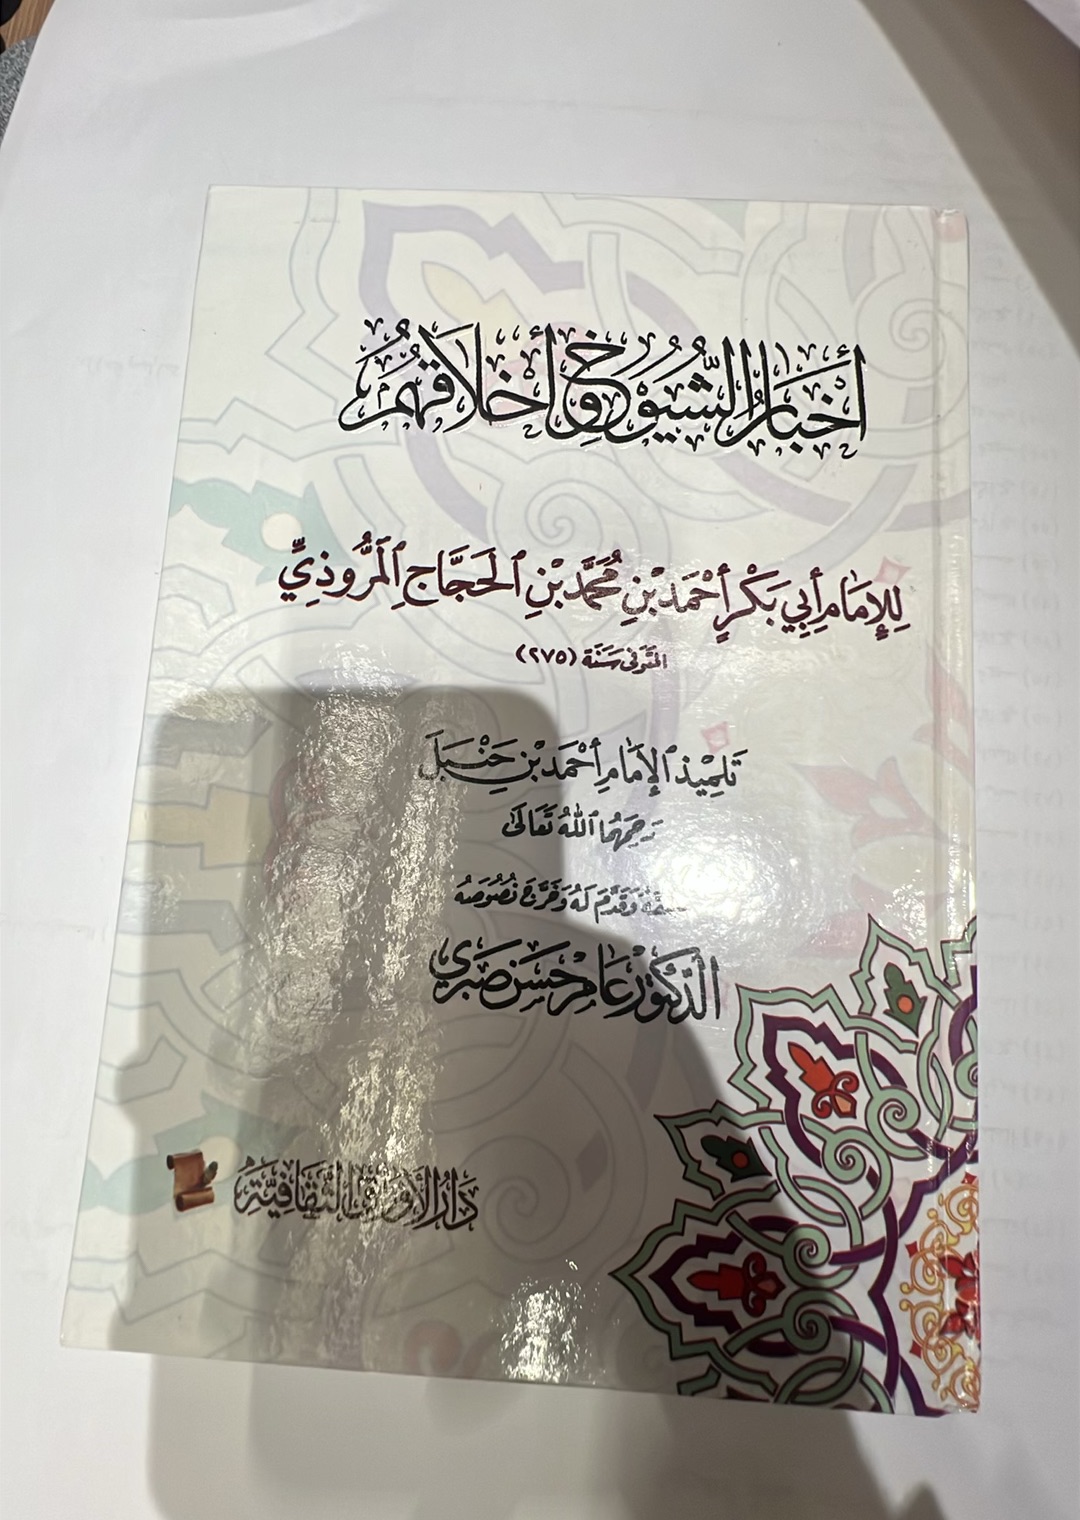 أخبار الشيوخ وأخلاقهم
للإمام أبي بكر أحمد بن محمد بن الحجاج المروذي
المتوفى سنة (٢٧٥)
تلميذ الإمام أحمد بن حنبل
رحمهما الله تعالى
وقدم له وخرج نصوصه
الدكتور عامر حسن صبري
دار الأوراق الثقافية